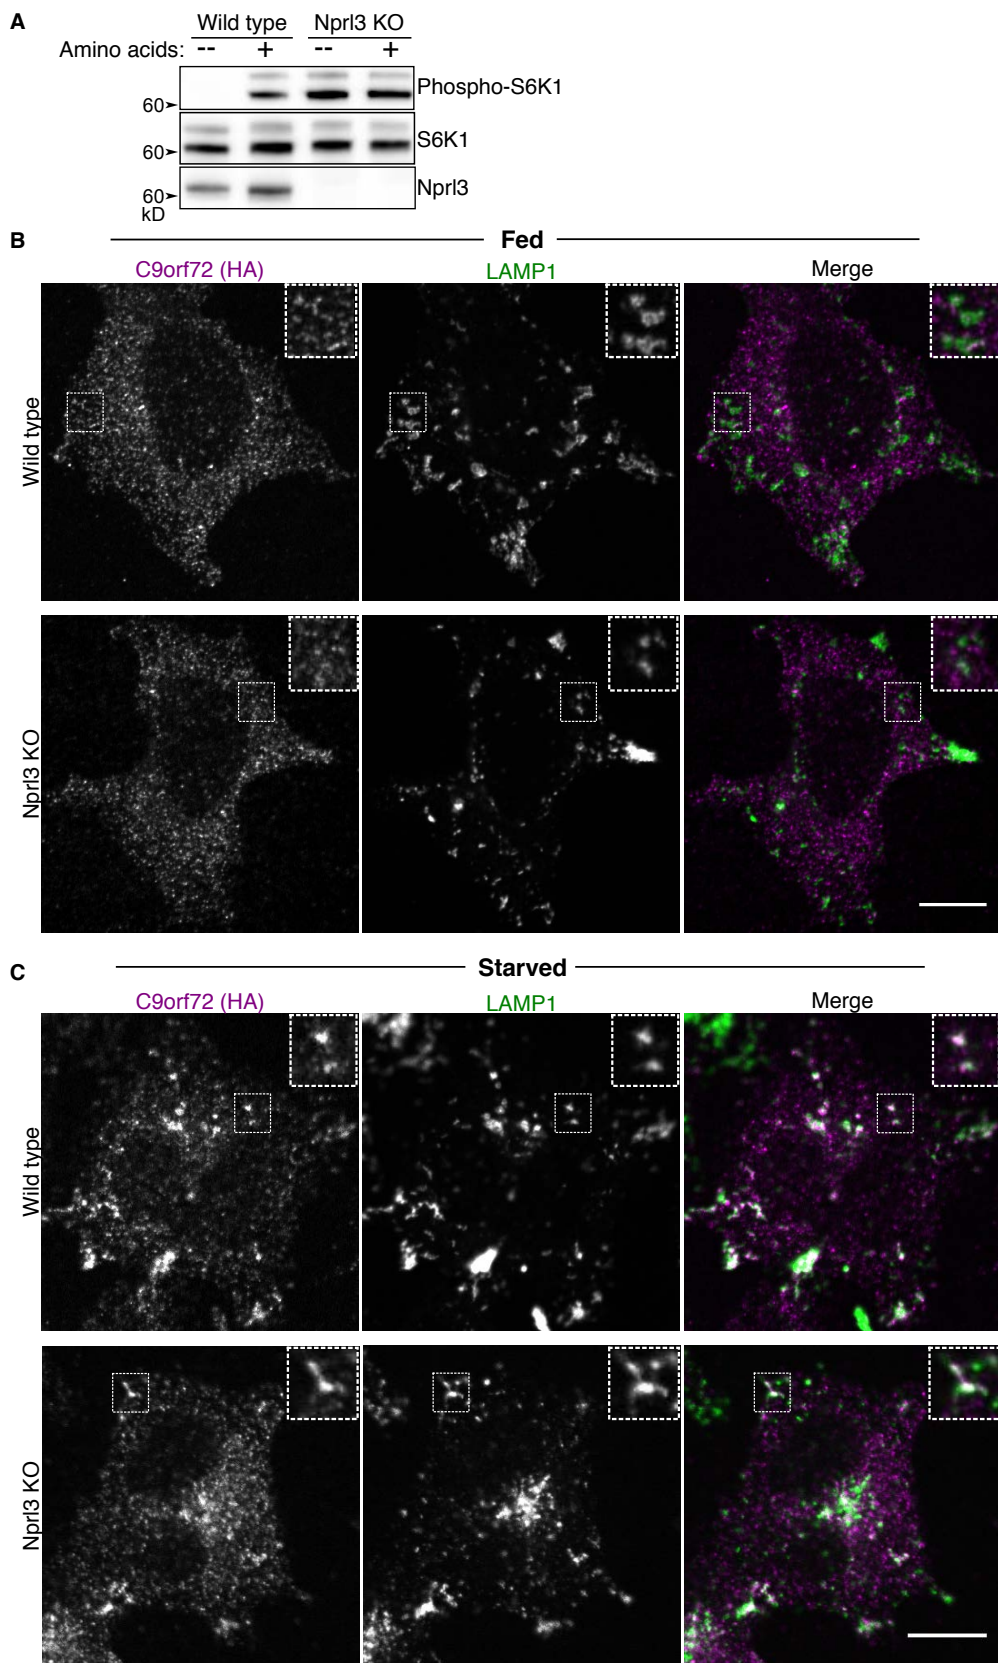 A
Wild type Nprl3 KO
Amino acids: -- + -- +
60 Phospho-S6K1
60 S6K1
60 Nprl3
kD
B
Fed
C9orf72 (HA) LAMP1 Merge
Wild type
Nprl3 KO
C
Starved
C9orf72 (HA) LAMP1 Merge
Wild type
Nprl3 KO